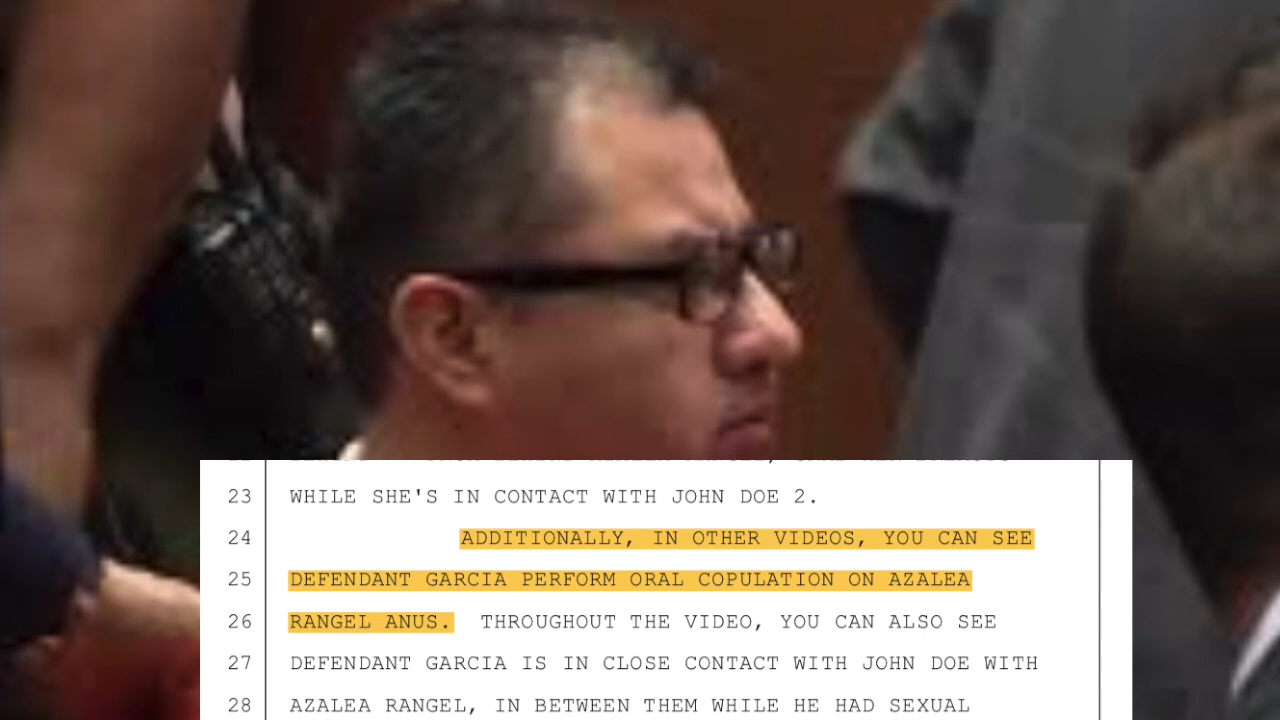 23 WHILE SHE'S IN CONTACT WITH JOHN DOE 2.
24 ADDITIONALLY, IN OTHER VIDEOS, YOU CAN SEE
25 DEFENDANT GARCIA PERFORM ORAL COPULATION ON AZALEA
26 RANGEL ANUS. THROUGHOUT THE VIDEO, YOU CAN ALSO SEE
27 DEFENDANT GARCIA IS IN CLOSE CONTACT WITH JOHN DOE WITH
28 AZALEA RANGEL, IN BETWEEN THEM WHILE HE HAD SEXUAL